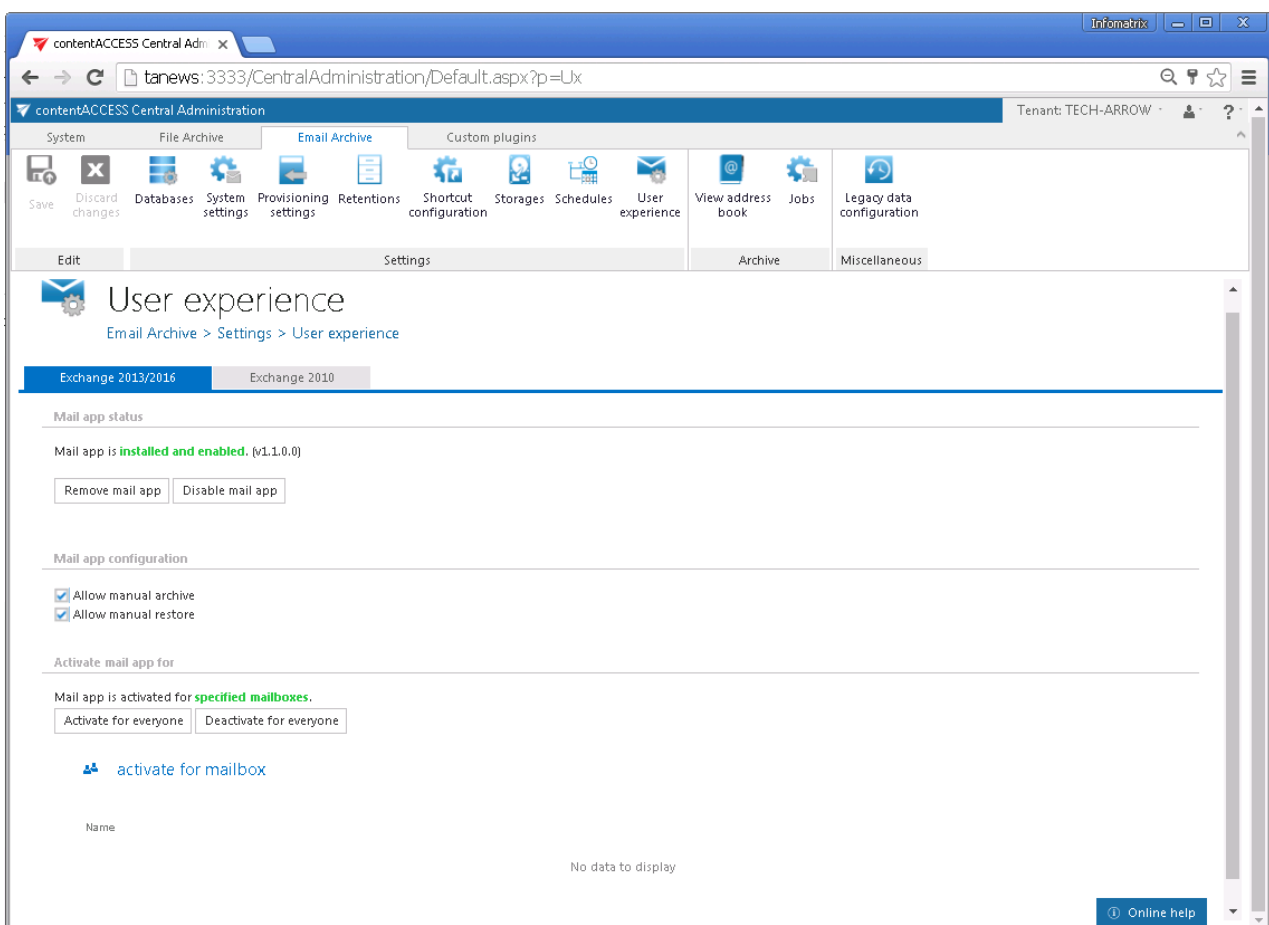 Infomatrix
contentACCESS Central Adm
tanews:3333/CentralAdministration/Default.aspx?p=Ux
contentACCESS Central Administration
Tenant: TECH-ARROW
?
System File Archive Email Archive Custom plugins
Save
Discard changes
Databases
System settings
Provisioning settings
Retentions
Shortcut configuration
Storages
Schedules
User experience
View address book
Jobs
Legacy data configuration
Edit Settings Archive Miscellaneous
User experience
Email Archive > Settings > User experience
Exchange 2013/2016 Exchange 2010
Mail app status
Mail app is installed and enabled. (v1.1.0.0)
Remove mail app Disable mail app
Mail app configuration
Allow manual archive
Allow manual restore
Activate mail app for
Mail app is activated for specified mailboxes.
Activate for everyone Deactivate for everyone
activate for mailbox
Name
No data to display
Online help